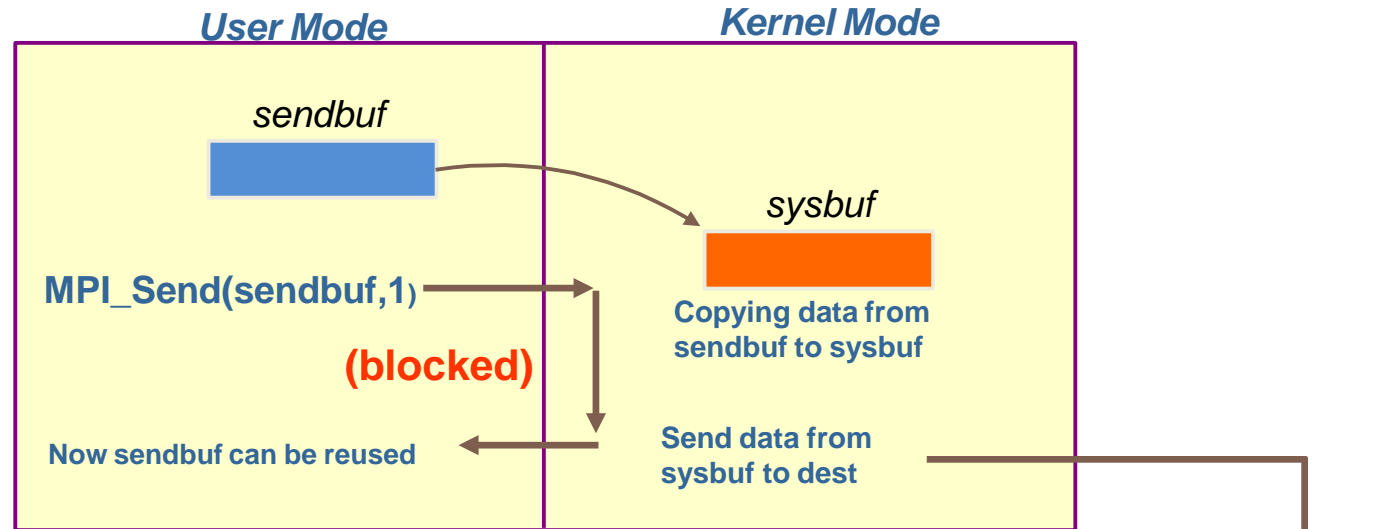 User Mode
Kernel Mode
sendbuf
sysbuf
MPI_Send(sendbuf,1)
Copying data from
sendbuf to sysbuf
(blocked)
Now sendbuf can be reused
Send data from
sysbuf to dest